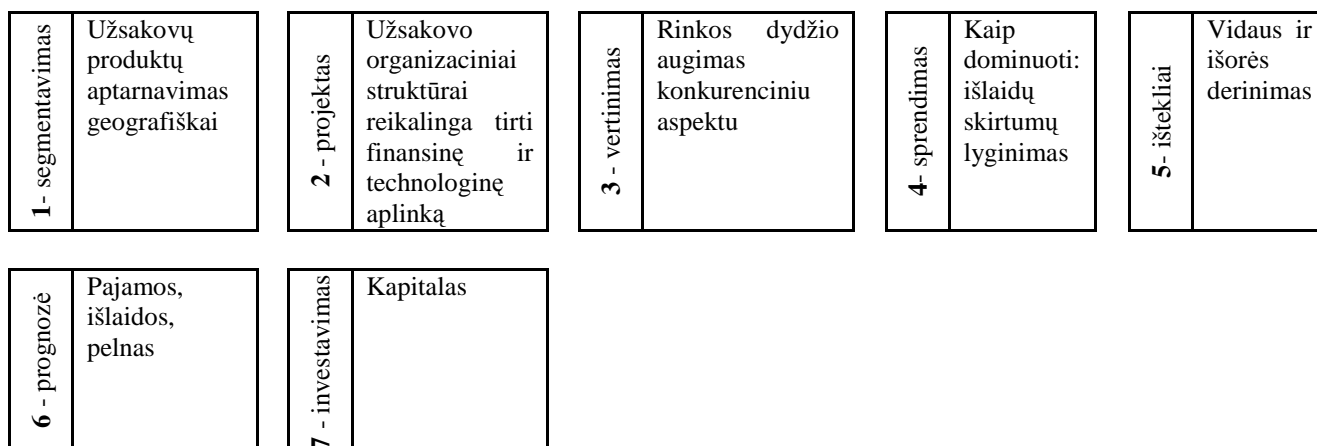 1- segmentavimas
Užsakovų
produktų
aptarnavimas
geografiškai
2 - projektas
Užsakovo
organizaciniai
struktūrai
reikalinga tirti
finansinę ir
technologinę
aplinką
3 - vertinimas
Rinkos dydžio
augimas
konkurenciniu
aspektu
4- sprendimas
Kaip
dominuoti:
išlaidų
skirtumų
lyginimas
5- ištekliai
Vidaus ir
išorės
derinimas
6 - prognozė
Pajamos,
išlaidos,
pelnas
7 - investavimas
Kapitalas